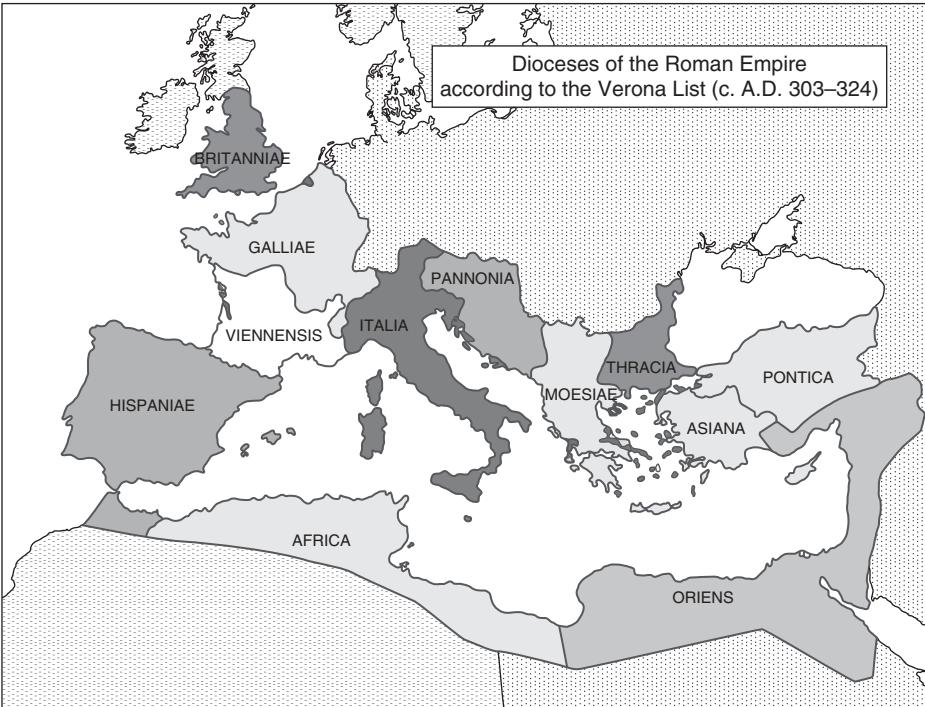 Dioceses of the Roman Empire
according to the Verona List (c. A.D. 303–324)
BRITANNIAE
GALLIAE
PANNONIA
ITALIA
VIENNENSIS
THRACIA
PONTICA
MOESIAE
HISPANIAE
ASIANA
AFRICA
ORIENS